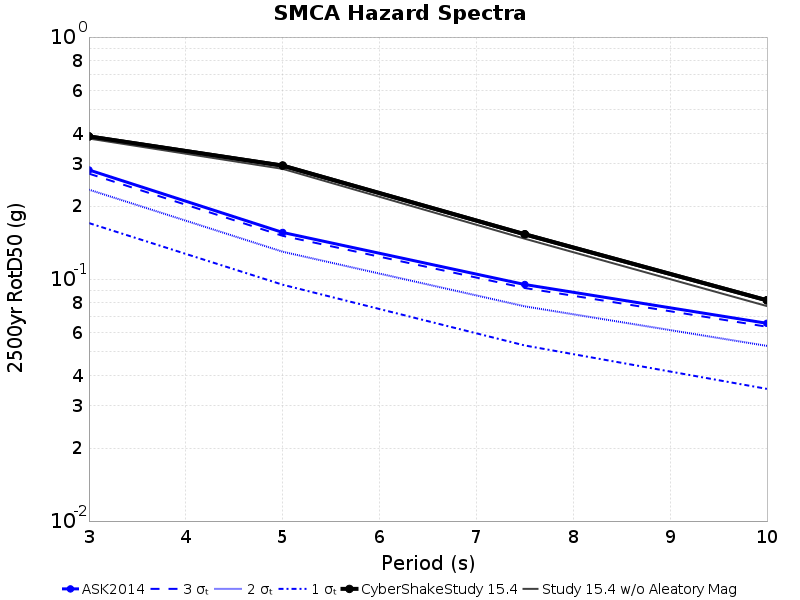 SMCA Hazard Spectra
2500yr RotD50 (g)
10^0
8
6
4
3
2
10^-1
8
6
4
3
2
10^-2
3 4 5 6 7 8 9 10
Period (s)
ASK2014 3 σₜ 2 σₜ 1 σₜ CyberShakeStudy 15.4 Study 15.4 w/o Aleatory Mag